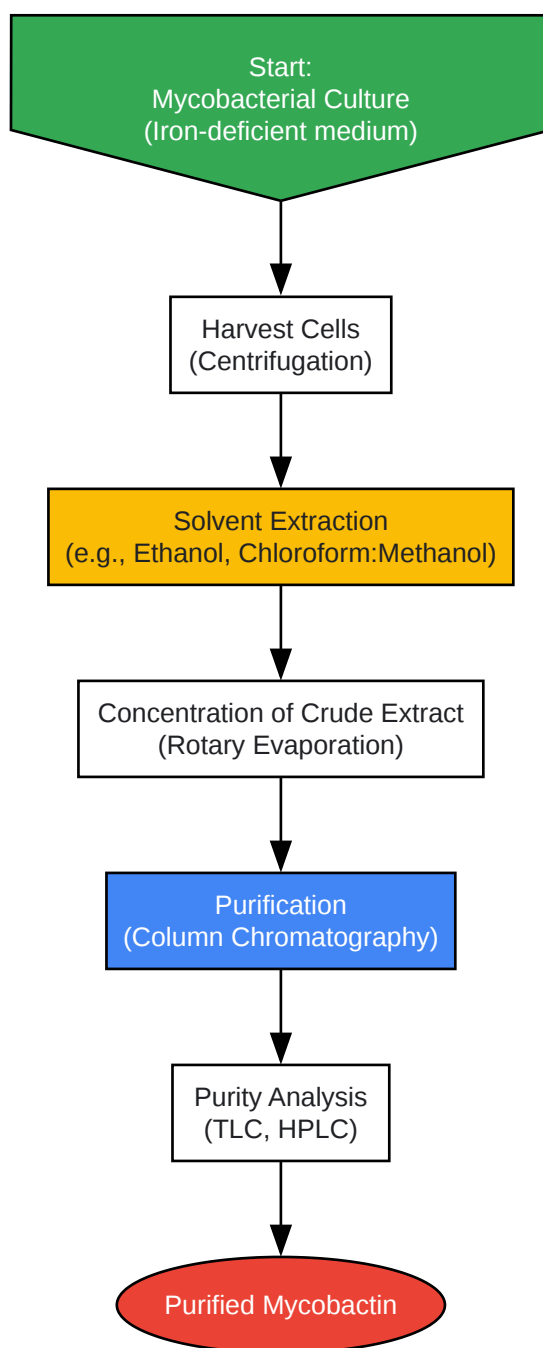 Start:
Mycobacterial Culture
(Iron-deficient medium)
Harvest Cells
(Centrifugation)
Solvent Extraction
(e.g., Ethanol, Chloroform:Methanol)
Concentration of Crude Extract
(Rotary Evaporation)
Purification
(Column Chromatography)
Purity Analysis
(TLC, HPLC)
Purified Mycobactin